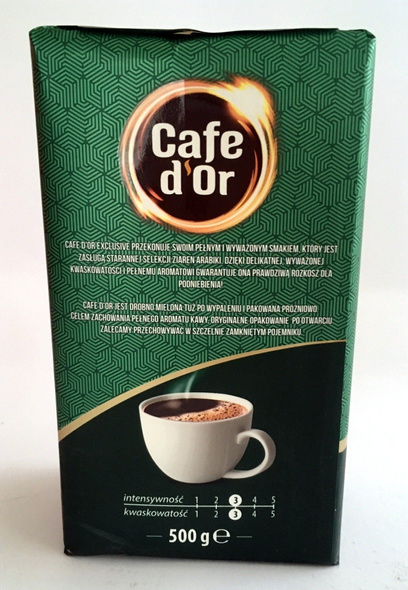 Cafe
d'Or
CAFE D'OR EXCLUSIVE PRZEKONUJE SWOIM PEŁNYM I WYWAŻONYM SMAKIEM, KTÓRY JEST
ZASŁUGĄ STARANNEJ SELEKCJI ZIAREN ARABIKI. DZIĘKI DELIKATNEJ, WYWAŻONEJ
KWASKOWATOŚCI I PEŁNEMU AROMATOWI GWARANTUJE ONA PRAWDZIWĄ ROZKOSZ DLA
PODNIEBIENIA!
CAFE D'OR JEST DROBNO MIELONA TUŻ PO WYPALENIU I PAKOWANA PRÓŻNIOWO
CELEM ZACHOWANIA PEŁNEGO AROMATU KAWY. ORYGINALNE OPAKOWANIE PO OTWARCIU
ZALECAMY PRZECHOWYWAĆ W SZCZELNIE ZAMKNIĘTYM POJEMNIKU.
intensywność 1 2 3 4 5
kwaskowatość 1 2 3 4 5
500 g ℮